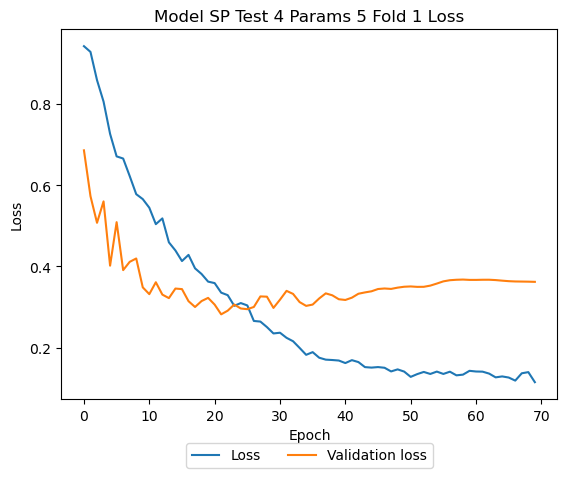 Model SP Test 4 Params 5 Fold 1 Loss
Loss
0.8
0.6
0.4
0.2
0 10 20 30 40 50 60 70
Epoch
Loss Validation loss